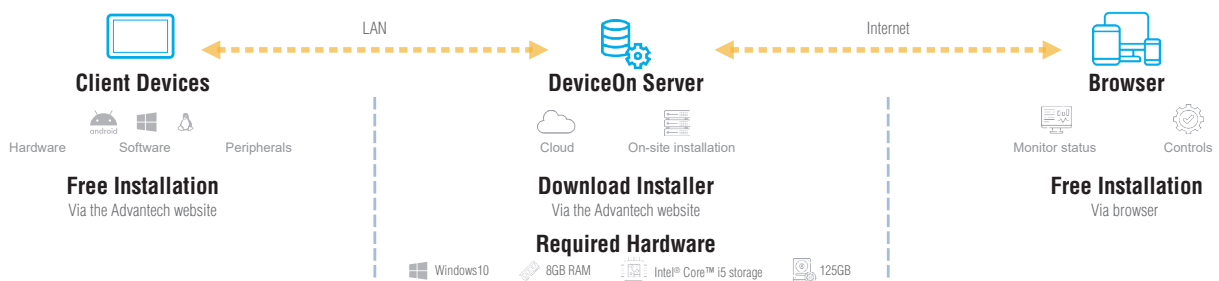 LAN
Internet
Client Devices
DeviceOn Server
Browser
android
Hardware
Software
Peripherals
Cloud
On-site installation
Monitor status
Controls
Free Installation
Via the Advantech website
Download Installer
Via the Advantech website
Free Installation
Via browser
Required Hardware
Windows10
8GB RAM
Intel® Core™ i5 storage
125GB